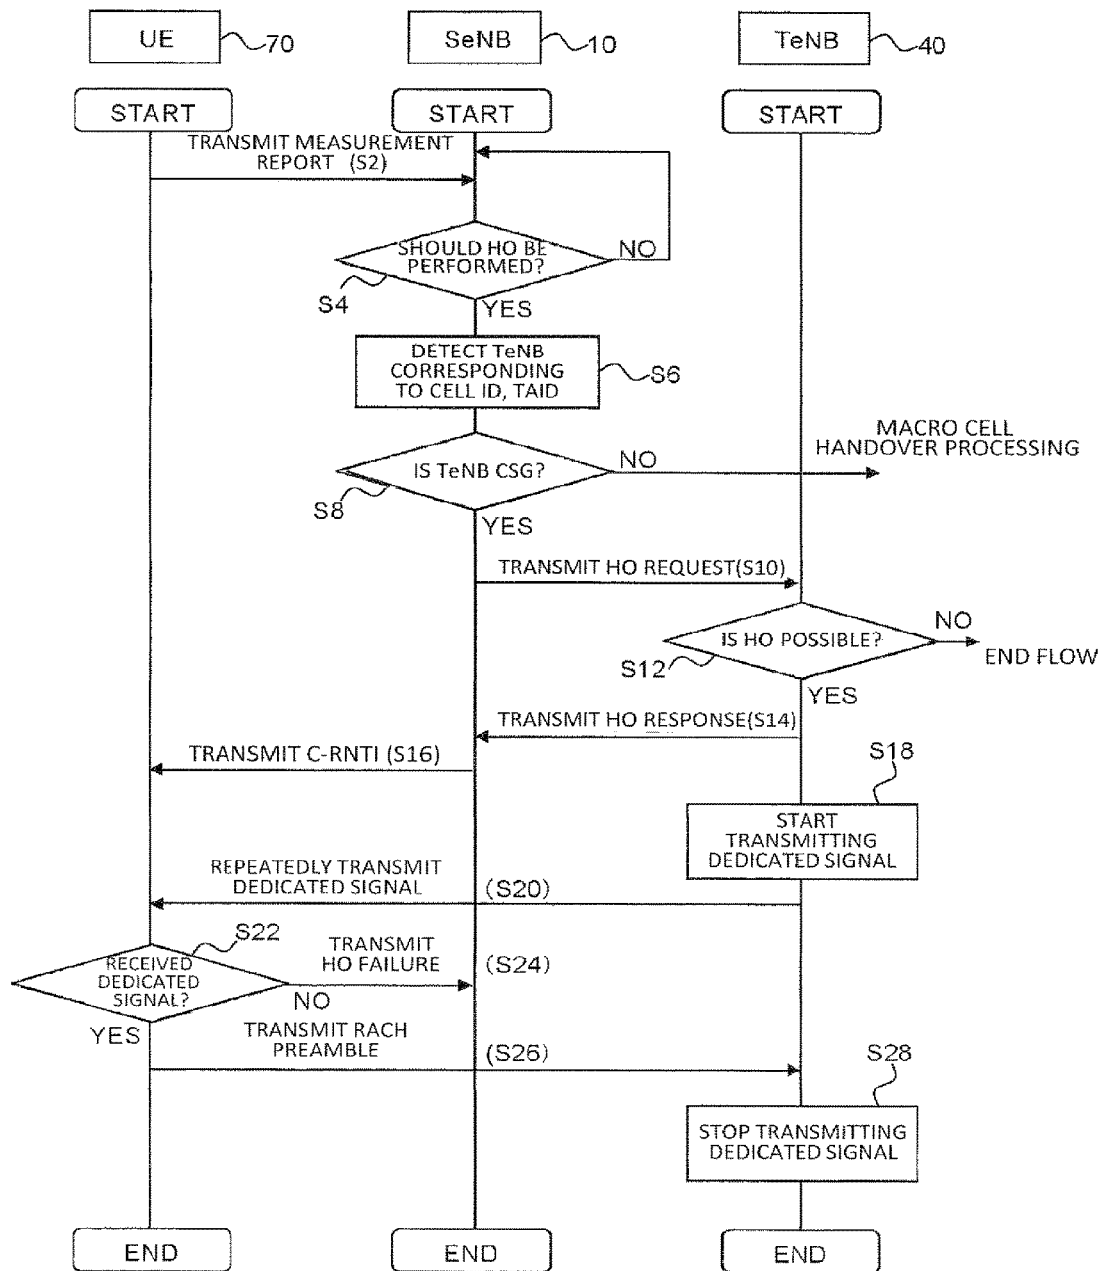 UE
70
SeNB
10
TeNB
40
START
START
START
TRANSMIT MEASUREMENT
REPORT (S2)
SHOULD HO BE
PERFORMED?
NO
S4
YES
DETECT TeNB
CORRESPONDING
TO CELL ID, TAID
S6
MACRO CELL
HANDOVER PROCESSING
IS TeNB CSG?
NO
S8
YES
TRANSMIT HO REQUEST(S10)
IS HO POSSIBLE?
NO
END FLOW
S12
YES
TRANSMIT HO RESPONSE(S14)
TRANSMIT C-RNTI (S16)
S18
START
TRANSMITTING
DEDICATED SIGNAL
REPEATEDLY TRANSMIT
DEDICATED SIGNAL
(S20)
S22
RECEIVED
DEDICATED
SIGNAL?
TRANSMIT
HO FAILURE
(S24)
NO
YES
TRANSMIT RACH
PREAMBLE
(S26)
S28
STOP TRANSMITTING
DEDICATED SIGNAL
END
END
END